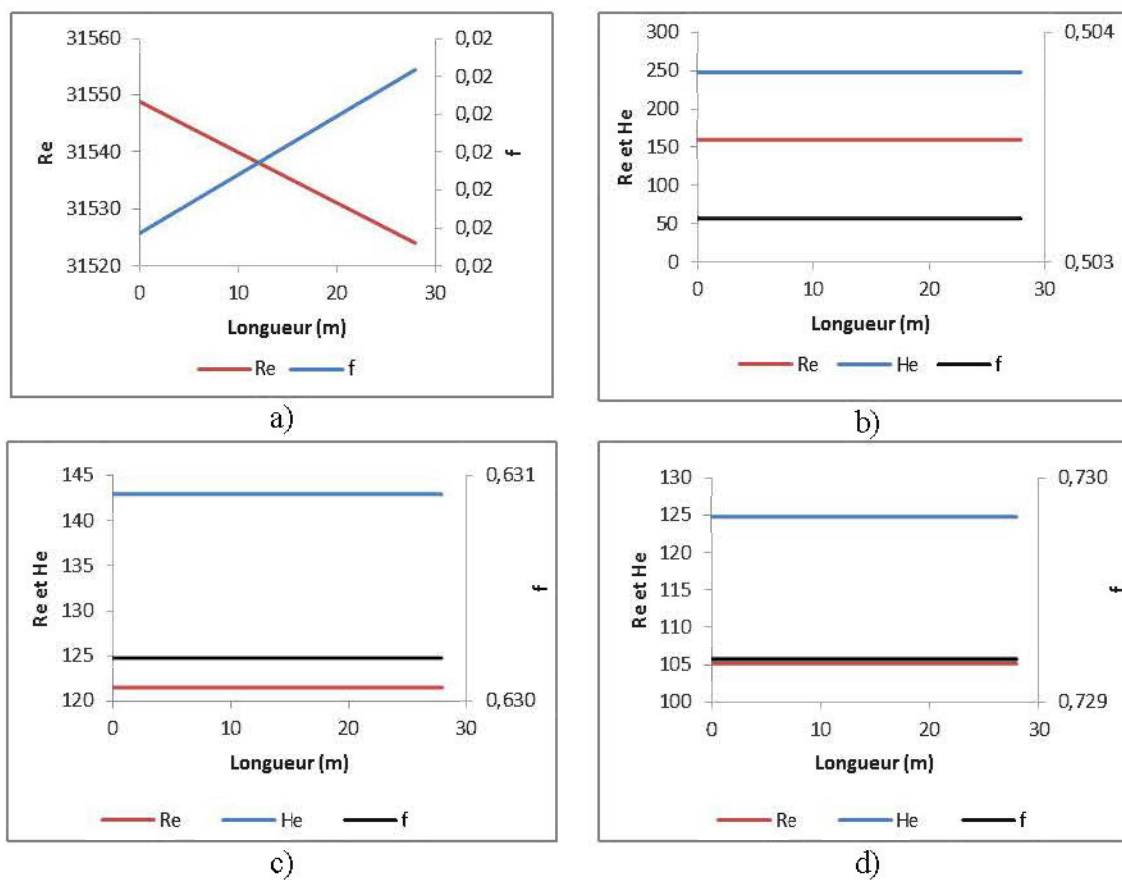 31560
31550
31540
31530
31520
Re
0,02
0,02
0,02
0,02
0,02
0,02
0,02
f
0 10 20 30
Longueur (m)
Re f
a)
300
250
200
150
100
50
0
Re et He
0,504
0,503
0 10 20 30
Longueur (m)
Re He f
b)
145
140
135
130
125
120
Re et He
0,631
0,630
f
0 10 20 30
Longueur (m)
Re He f
c)
130
125
120
115
110
105
100
Re et He
0,730
0,729
f
0 10 20 30
Longueur (m)
Re He f
d)